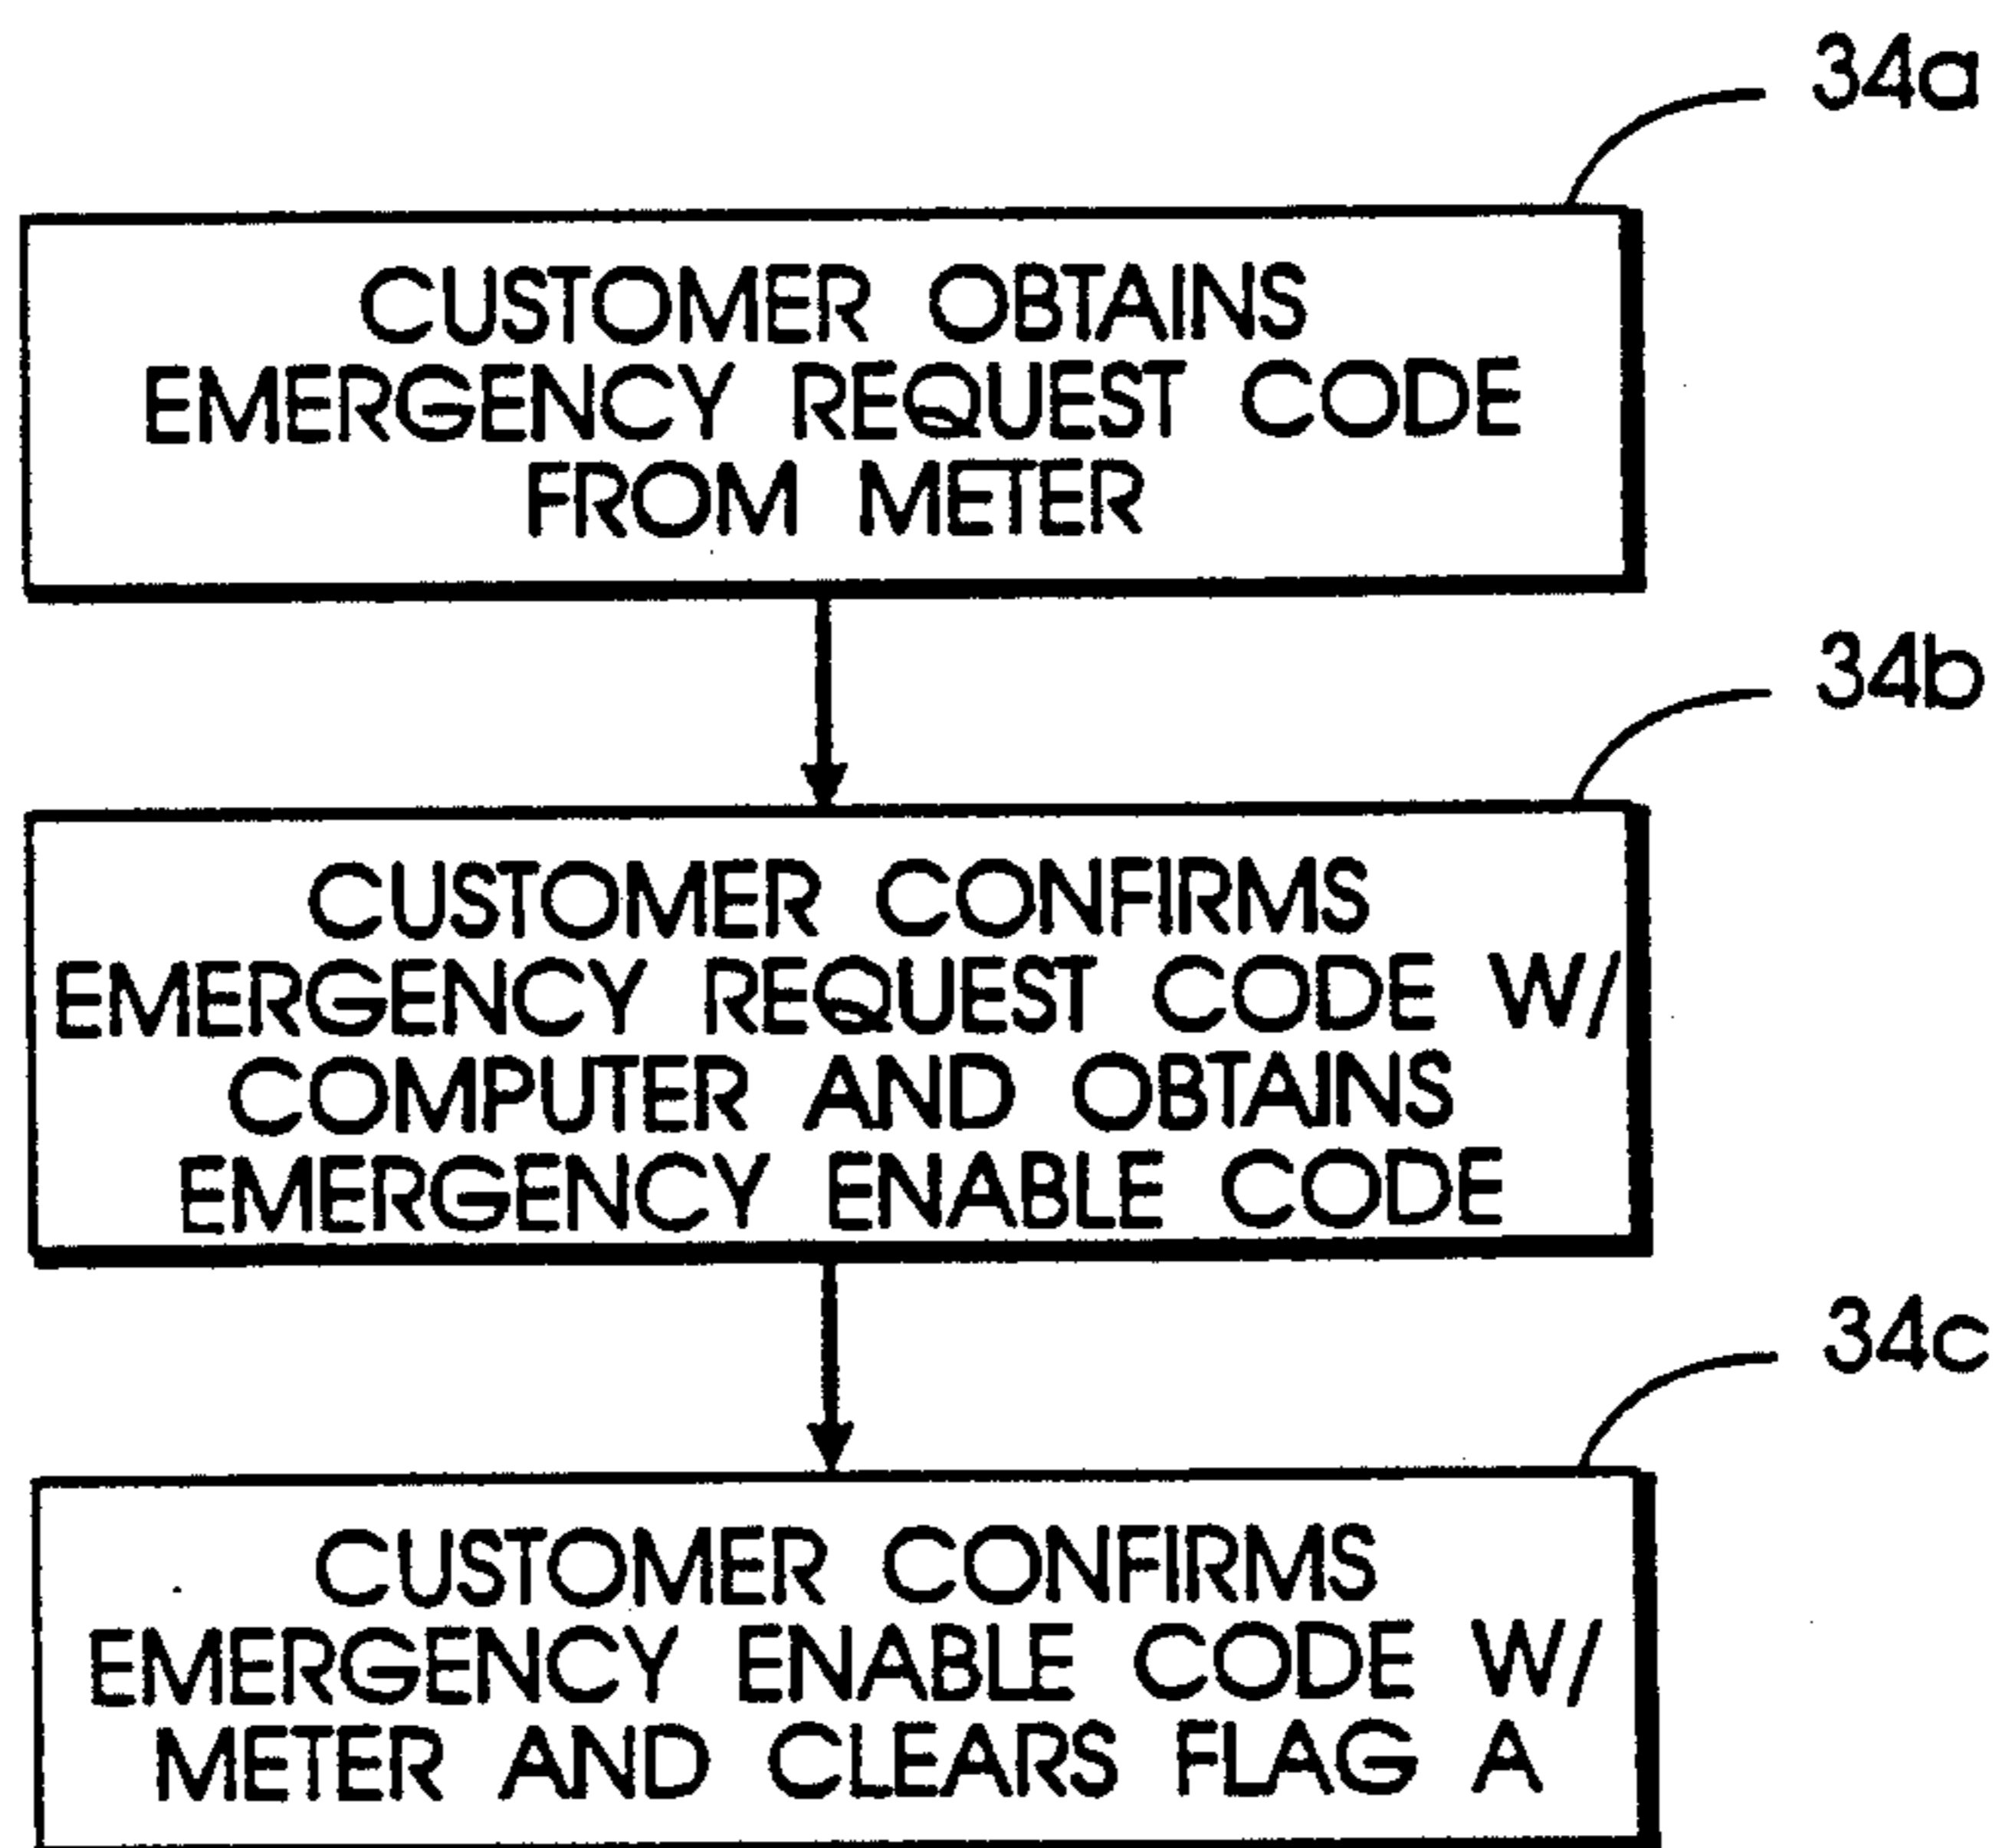 34a
CUSTOMER OBTAINS
EMERGENCY REQUEST CODE
FROM METER
34b
CUSTOMER CONFIRMS
EMERGENCY REQUEST CODE W/
COMPUTER AND OBTAINS
EMERGENCY ENABLE CODE
34c
CUSTOMER CONFIRMS
EMERGENCY ENABLE CODE W/
METER AND CLEARS FLAG A